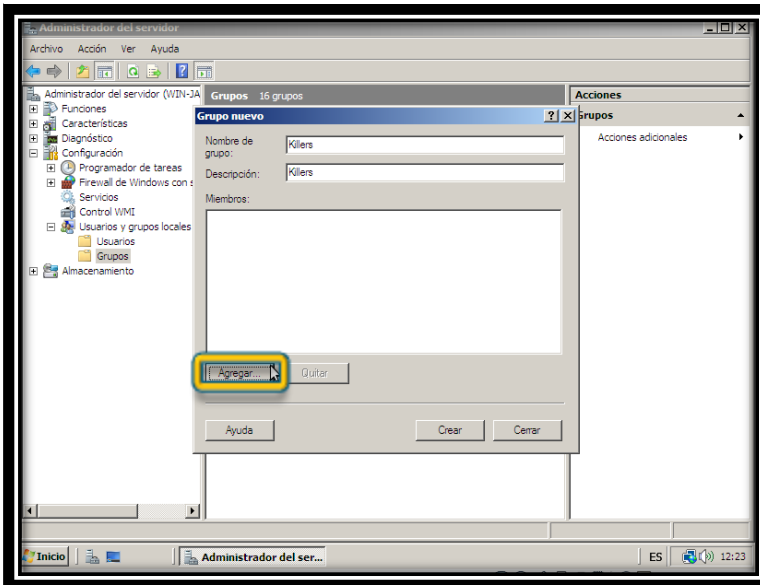 Administrador del servidor
Archivo Acción Ver Ayuda
Administrador del servidor (WIN-JA
Funciones
Características
Diagnóstico
Configuración
Programador de tareas
Firewall de Windows con s
Servicios
Control WMI
Usuarios y grupos locales
Usuarios
Grupos
Almacenamiento
Grupos 16 grupos
Grupo nuevo
Nombre de
grupo:
Killers
Descripción:
Killers
Miembros:
Agregar...
Quitar
Ayuda
Crear
Cerrar
Acciones
Grupos
Acciones adicionales
Inicio
Administrador del ser...
ES
12:23